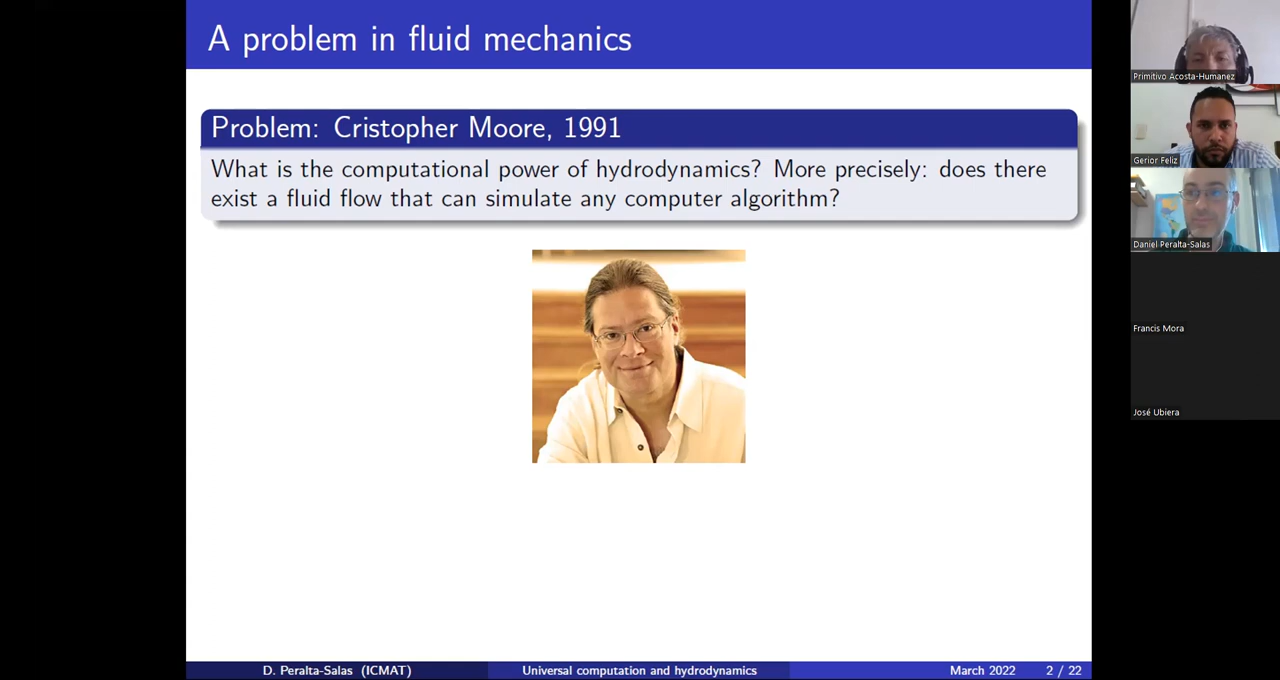 A problem in fluid mechanics
Problem: Cristopher Moore, 1991
What is the computational power of hydrodynamics? More precisely: does there
exist a fluid flow that can simulate any computer algorithm?
D. Peralta-Salas (ICMAT)
Universal computation and hydrodynamics
March 2022
2 / 22
Primitivo Acosta-Humanez
Gerior Feliz
Daniel Peralta-Salas
Francis Mora
José Ubiera